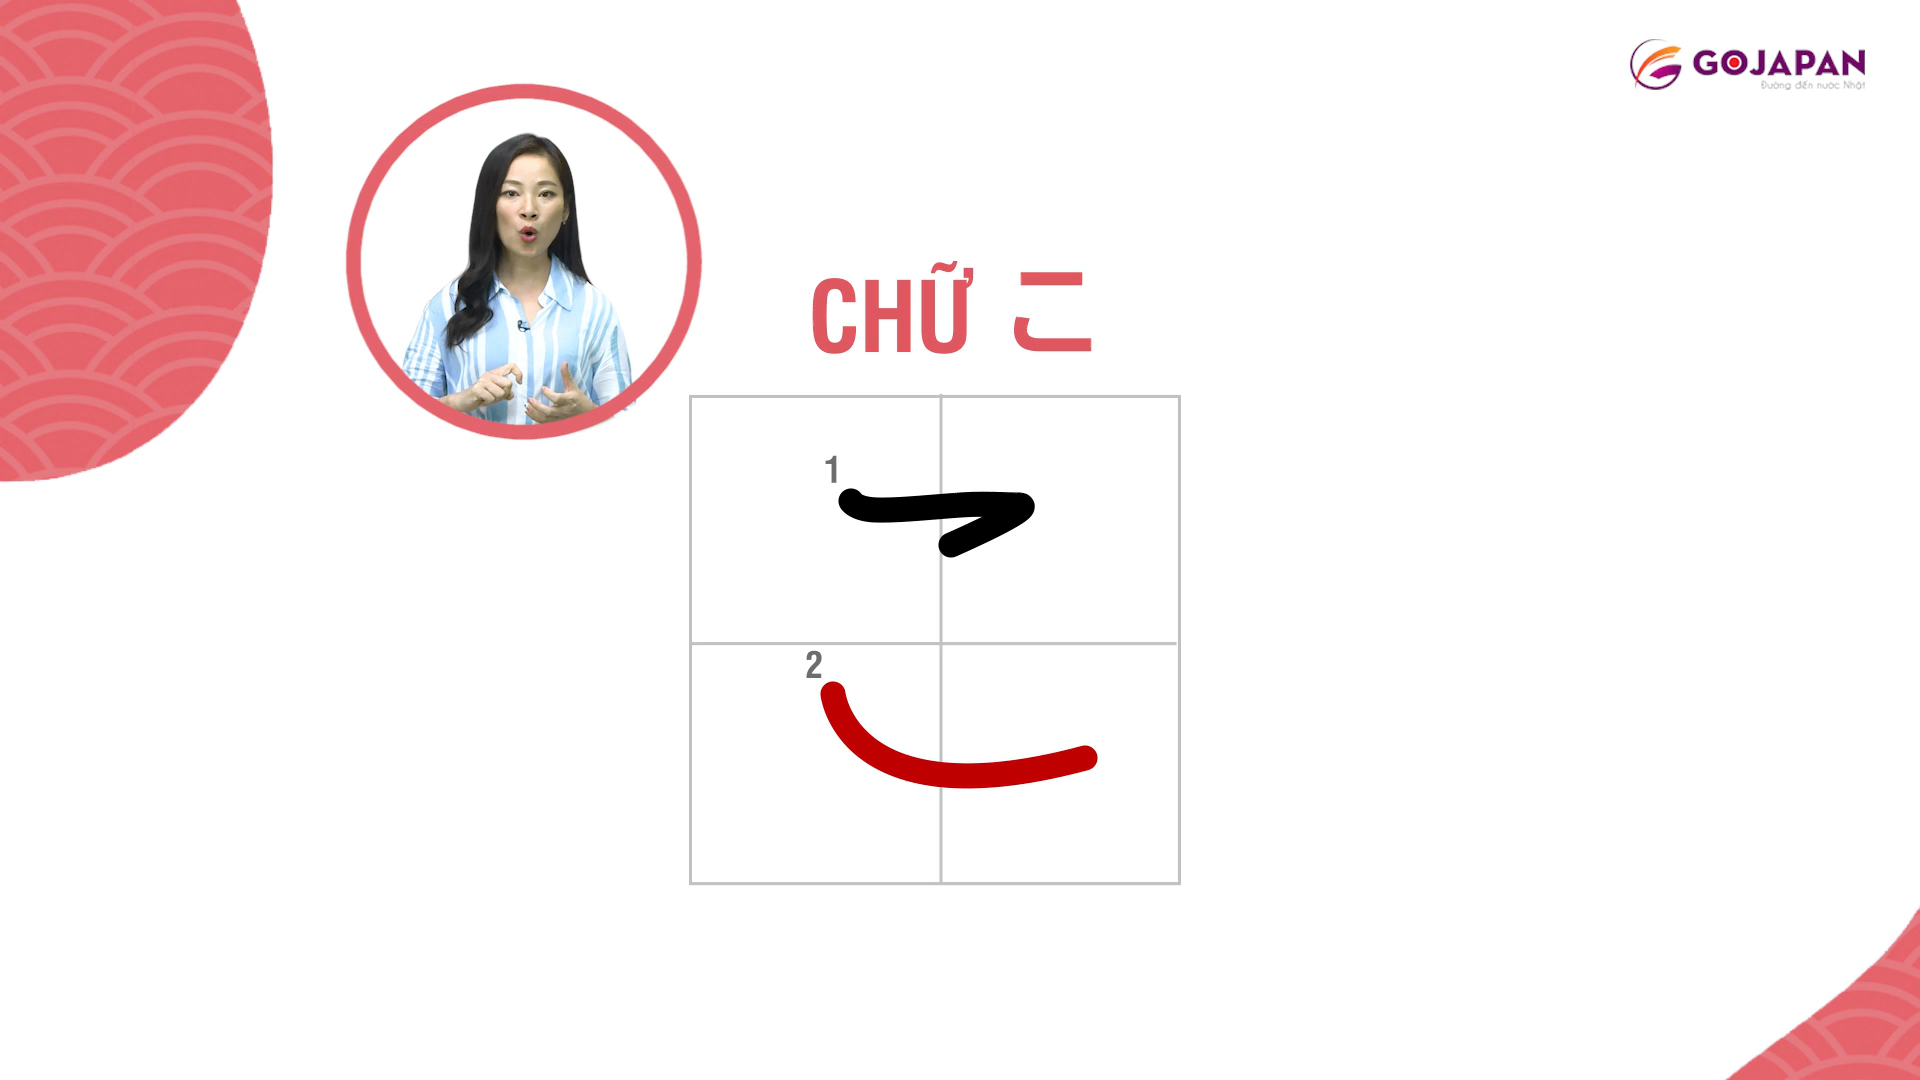 GOJAPAN
Đường đến nước Nhật
CHỮ こ
1
2